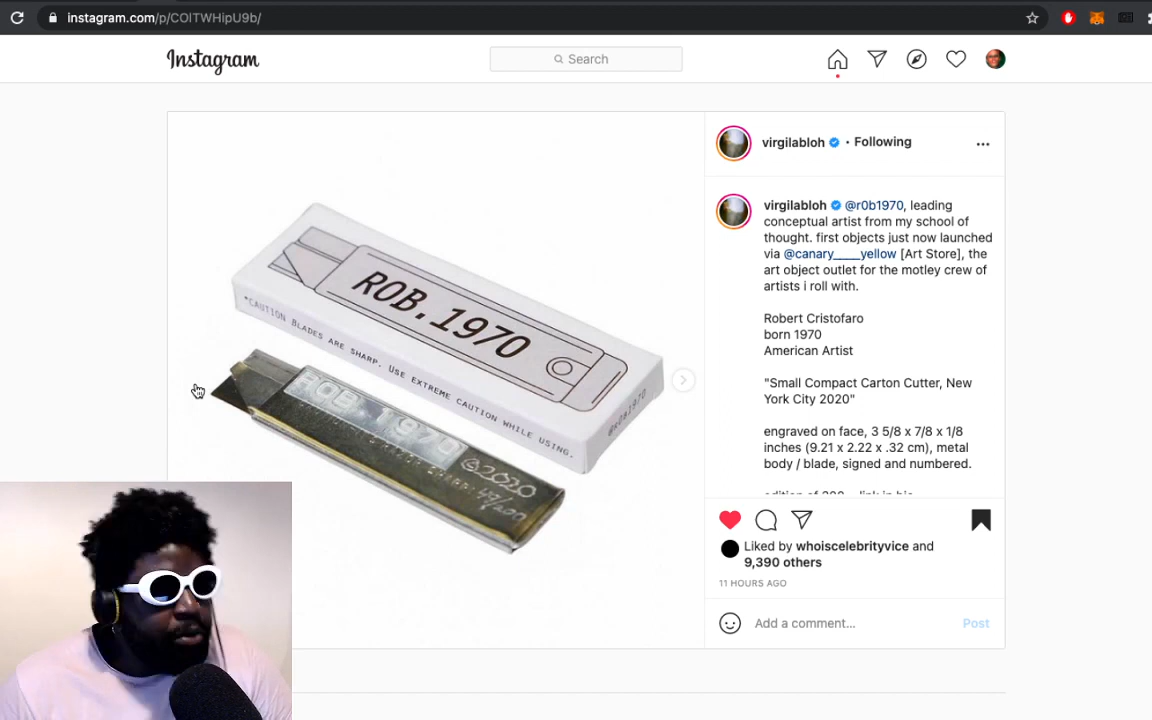 instagram.com/p/COlTWHipU9b/
Instagram
Search
ROB.1970
*CAUTION BLADES ARE SHARP. USE EXTREME CAUTION WHILE USING.
@rob1970
ROB.1970
@2020
47/200
virgilabloh • Following
virgilabloh @r0b1970, leading
conceptual artist from my school of
thought. first objects just now launched
via @canary____yellow [Art Store], the
art object outlet for the motley crew of
artists i roll with.
Robert Cristofaro
born 1970
American Artist
"Small Compact Carton Cutter, New
York City 2020"
engraved on face, 3 5/8 x 7/8 x 1/8
inches (9.21 x 2.22 x .32 cm), metal
body / blade, signed and numbered.
Liked by whoiscelebrityvice and
9,390 others
11 HOURS AGO
Add a comment...
Post